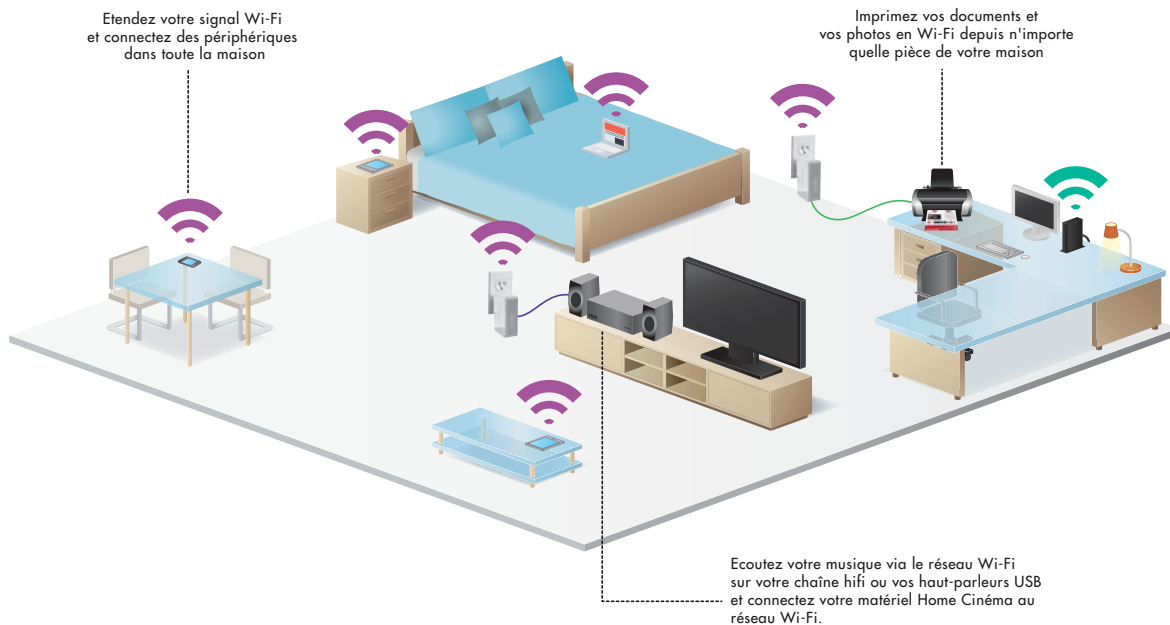 Etendez votre signal Wi-Fi
et connectez des périphériques
dans toute la maison
Imprimez vos documents et
vos photos en Wi-Fi depuis n'importe
quelle pièce de votre maison
Ecoutez votre musique via le réseau Wi-Fi
sur votre chaîne hifi ou vos haut-parleurs USB
et connectez votre matériel Home Cinéma au
réseau Wi-Fi.